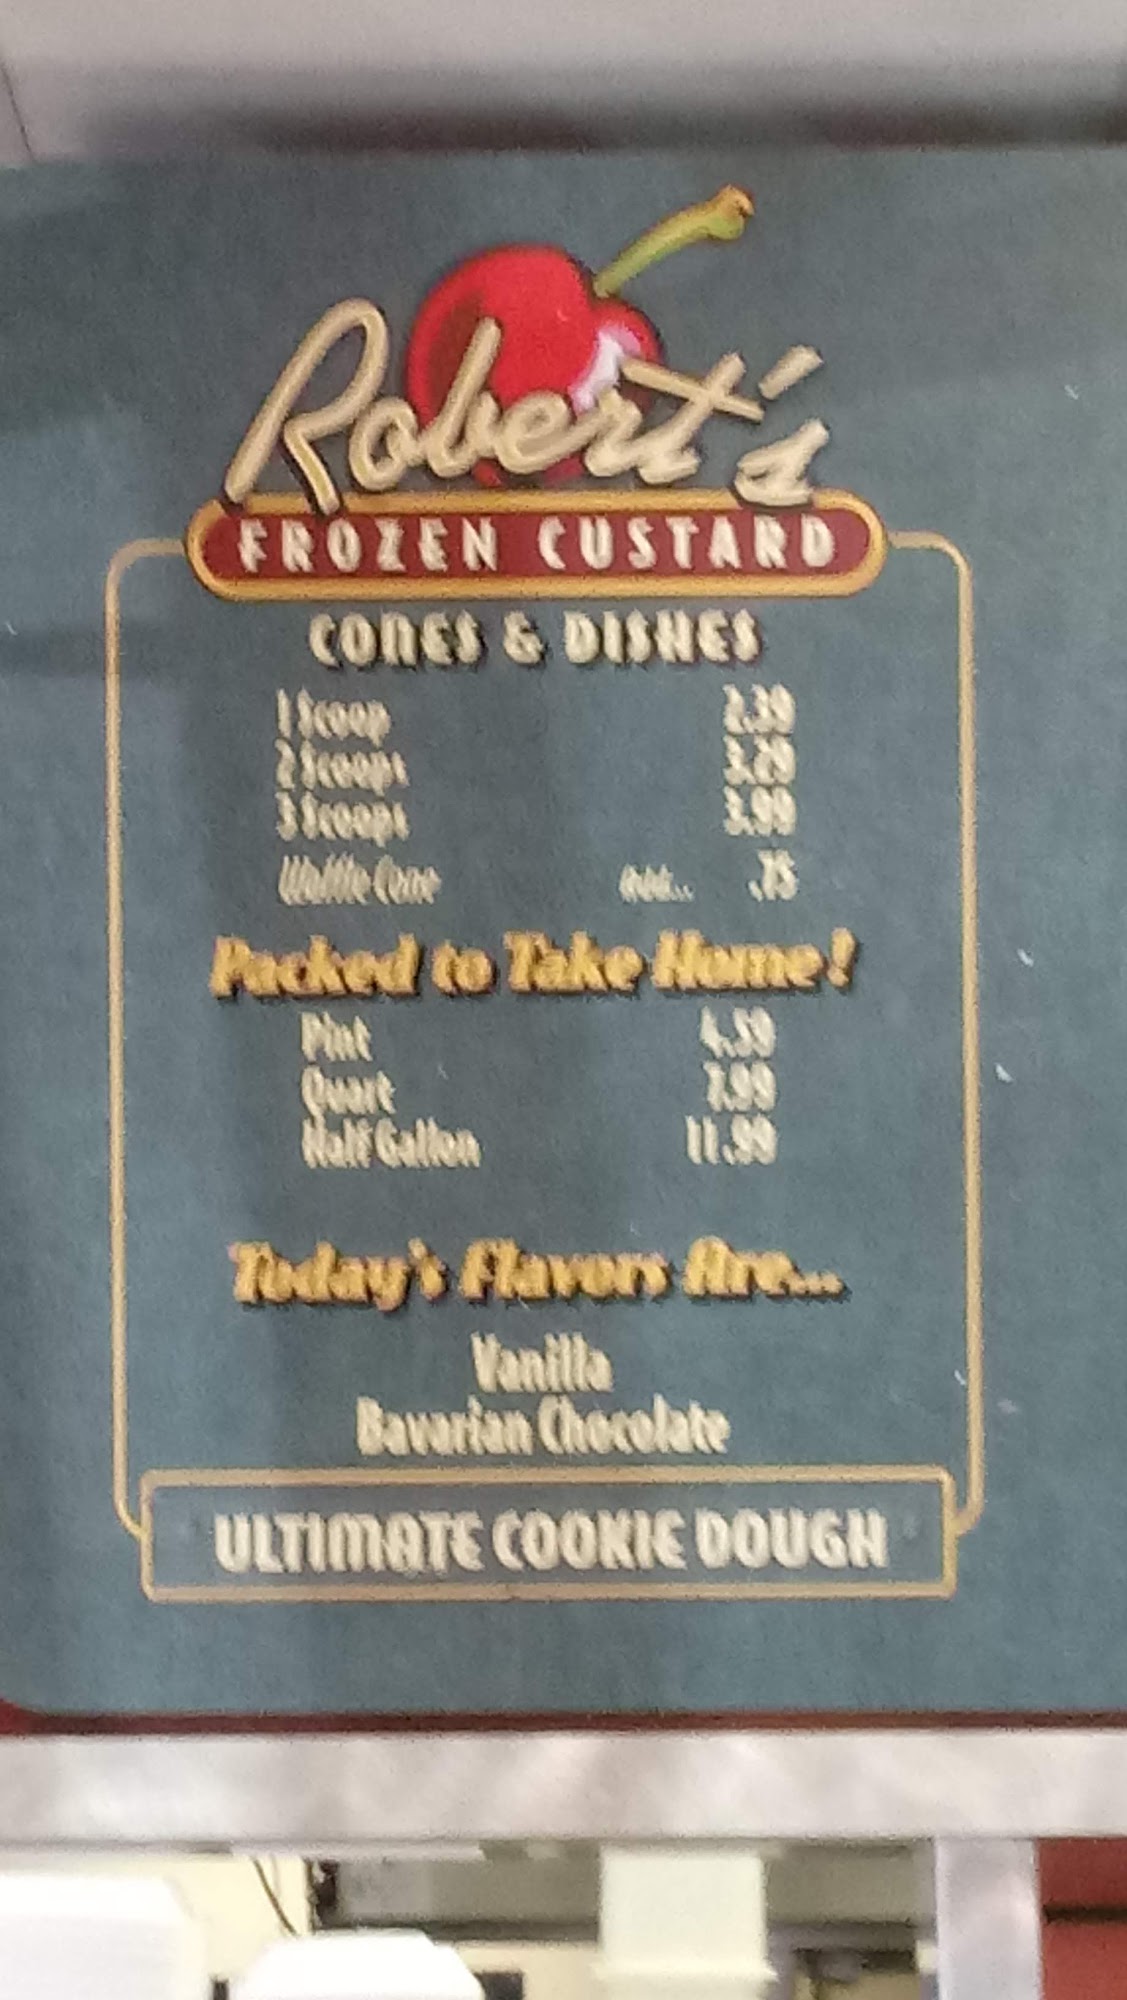 Robert's
FROZEN CUSTARD
CONES & DISHES
1 Scoop 2.39
2 Scoops 3.29
3 Scoops 3.99
Waffle Cone Add... .75
Packed to Take Home!
Pint 4.59
Quart 7.99
Half Gallon 11.99
Today's Flavors Are...
Vanilla
Bavarian Chocolate
ULTIMATE COOKIE DOUGH